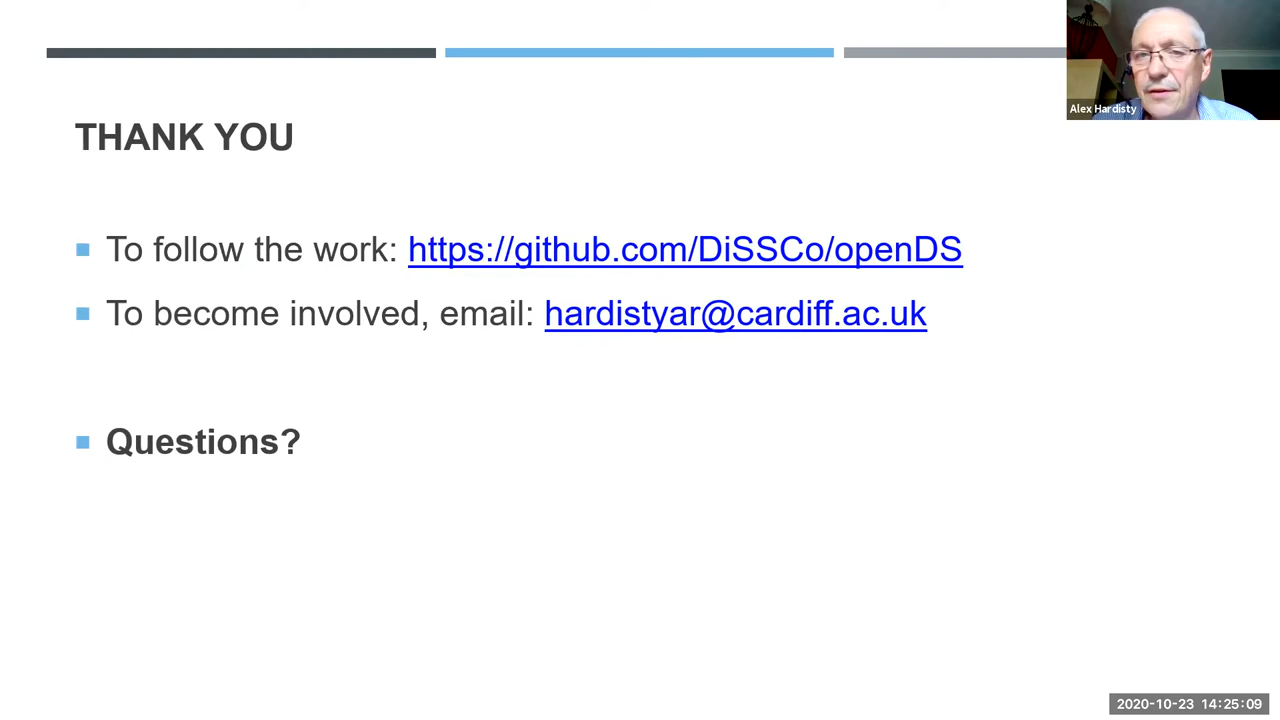 Alex Hardisty
THANK YOU
To follow the work: https://github.com/DiSSCo/openDS
To become involved, email: hardistyar@cardiff.ac.uk
Questions?
2020-10-23 14:25:09